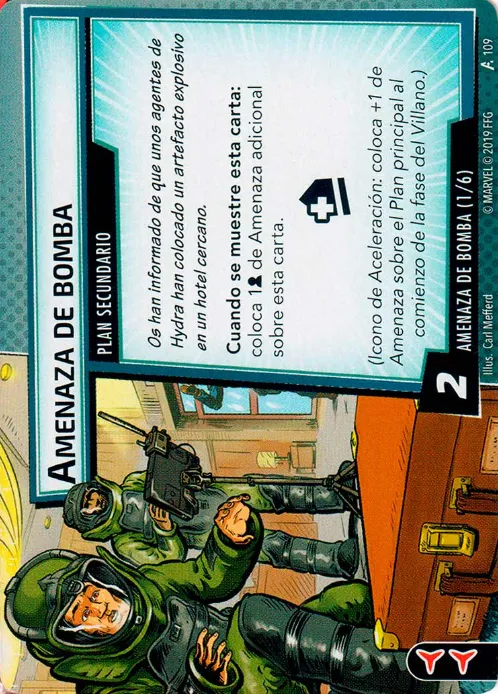 AMENAZA DE BOMBA
PLAN SECUNDARIO
Os han informado de que unos agentes de
Hydra han colocado un artefacto explosivo
en un hotel cercano.
Cuando se muestre esta carta:
coloca 1 de Amenaza adicional
sobre esta carta.
(Icono de Aceleración: coloca +1 de
Amenaza sobre el Plan principal al
comienzo de la fase del Villano.)
2
AMENAZA DE BOMBA (1/6)
Illus. Carl Mefferd
© MARVEL © 2019 FFG
109